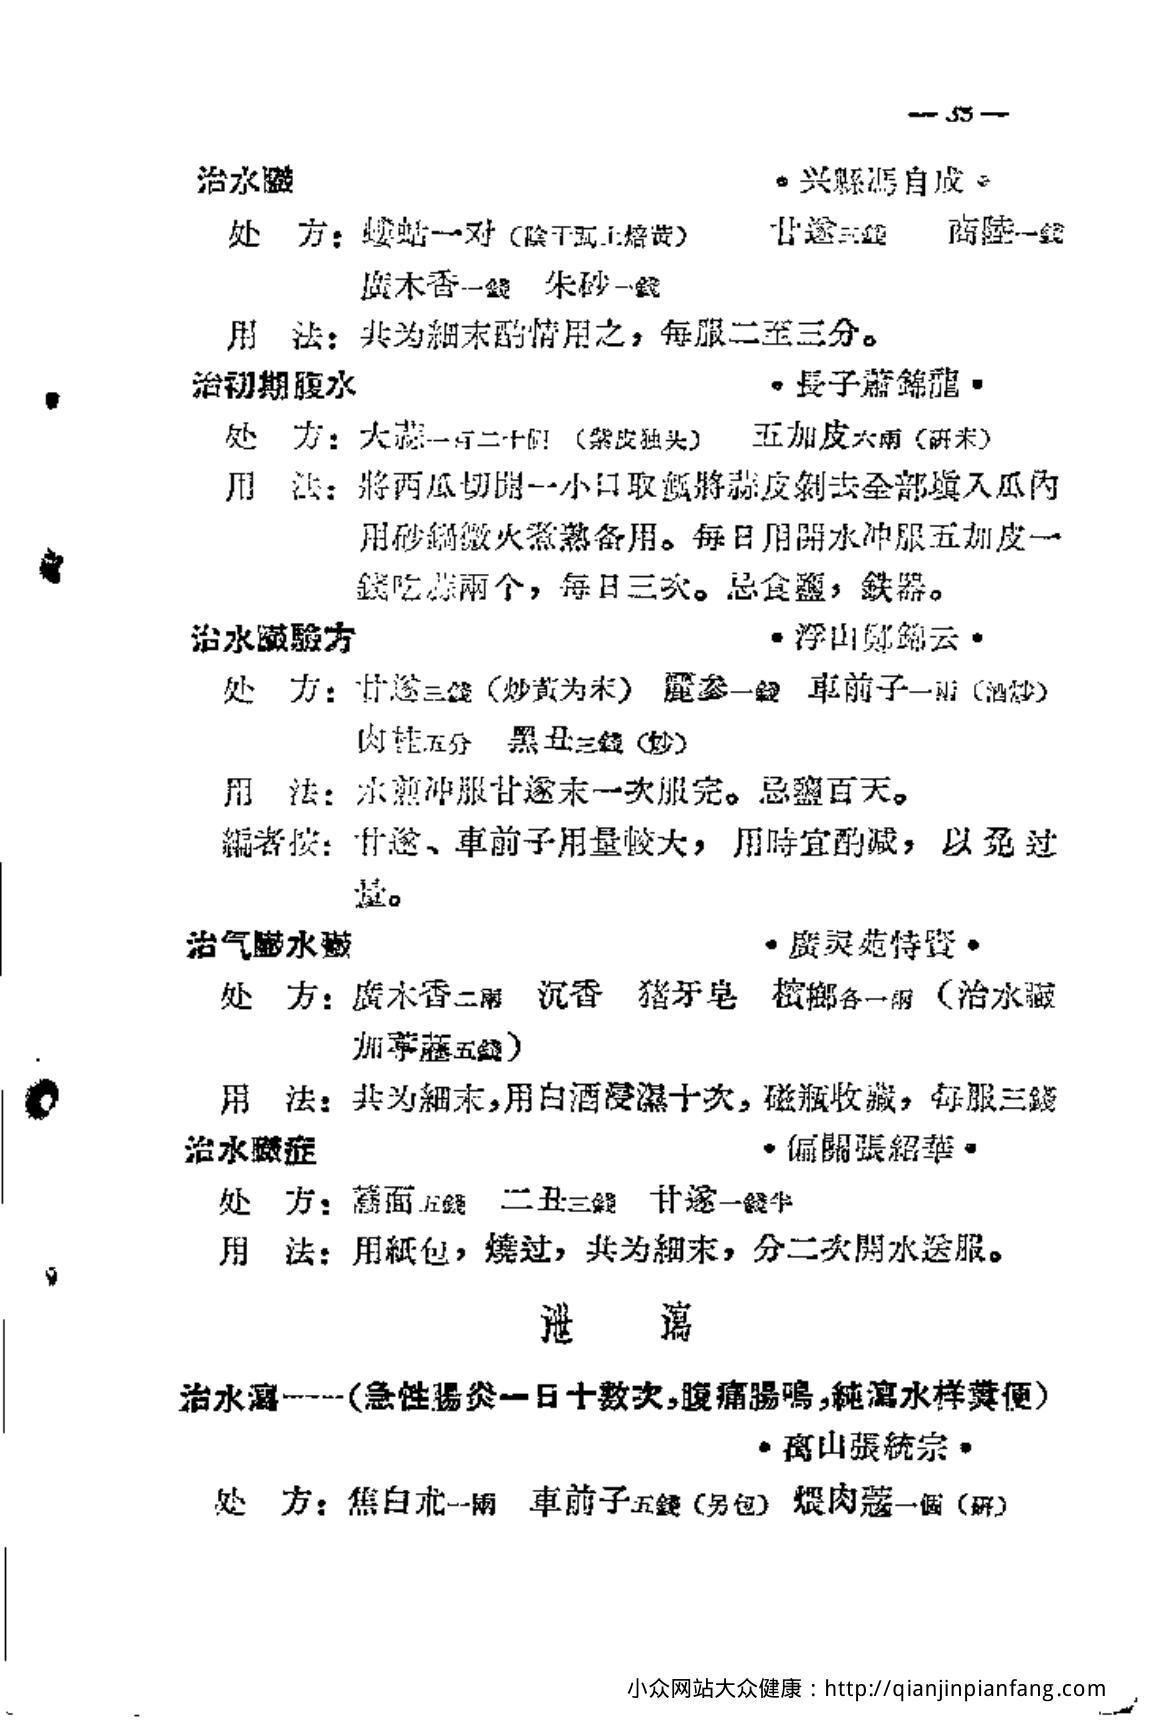 — 33 —
治水臌 • 兴縣馮自成 •
处 方：螻蛄一对（陰干瓦上焙黄） 甘遂三錢 商陸一錢
廣木香一錢 朱砂一錢
用 法：共为細末酌情用之，每服二至三分。
治初期腹水 • 長子蕭錦龍 •
处 方：大蒜一百二十個（紫皮独头） 五加皮六兩（研末）
用 法：將西瓜切開一小口取瓤將蒜皮剝去全部塡入瓜內
用砂鍋微火煮熟备用。每日用開水冲服五加皮一
錢吃蒜兩个，每日三次。忌食鹽，鉄器。
治水臌驗方 • 浮山鄭錦云 •
处 方：甘遂三錢（炒黄为末） 麗参一錢 車前子一兩（酒炒）
肉桂五分 黑丑三錢（炒）
用 法：水煎冲服甘遂末一次服完。忌鹽百天。
編者按：甘遂、車前子用量較大，用時宜酌减，以免过
量。
治气臌水臌 • 廣灵苑特賢 •
处 方：廣木香二兩 沉香 猪牙皂 檳榔各一兩（治水臌
加葶藶五錢）
用 法：共为細末，用白酒浸濕十次，磁瓶收藏，每服三錢
治水臌症 • 偏關張紹華 •
处 方：蕎面五錢 二丑三錢 甘遂一錢半
用 法：用紙包，燒过，共为細末，分二次開水送服。
泄 瀉
治水瀉——（急性腸炎一日十数次，腹痛腸鳴，純瀉水样糞便）
• 离山張統宗 •
处 方：焦白朮一兩 車前子五錢（另包） 煨肉蔻一個（研）
小众网站大众健康：http://qianjinpianfang.com